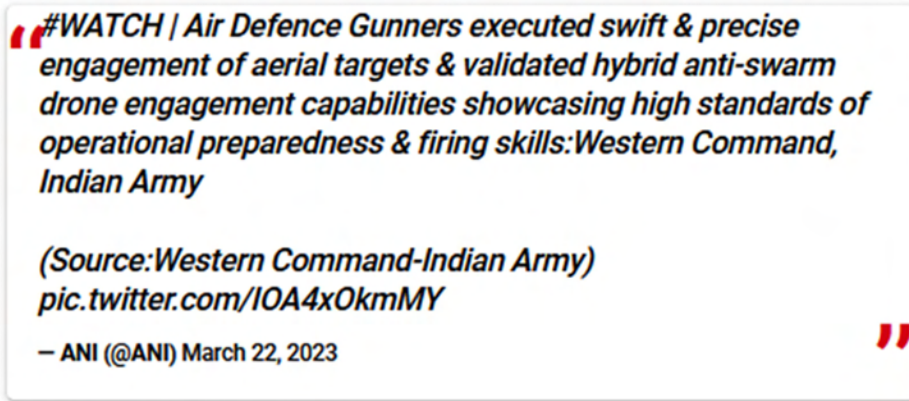 “#WATCH | Air Defence Gunners executed swift & precise
engagement of aerial targets & validated hybrid anti-swarm
drone engagement capabilities showcasing high standards of
operational preparedness & firing skills:Western Command,
Indian Army
(Source:Western Command-Indian Army)
pic.twitter.com/IOA4xOkmMY
— ANI (@ANI) March 22, 2023 ”